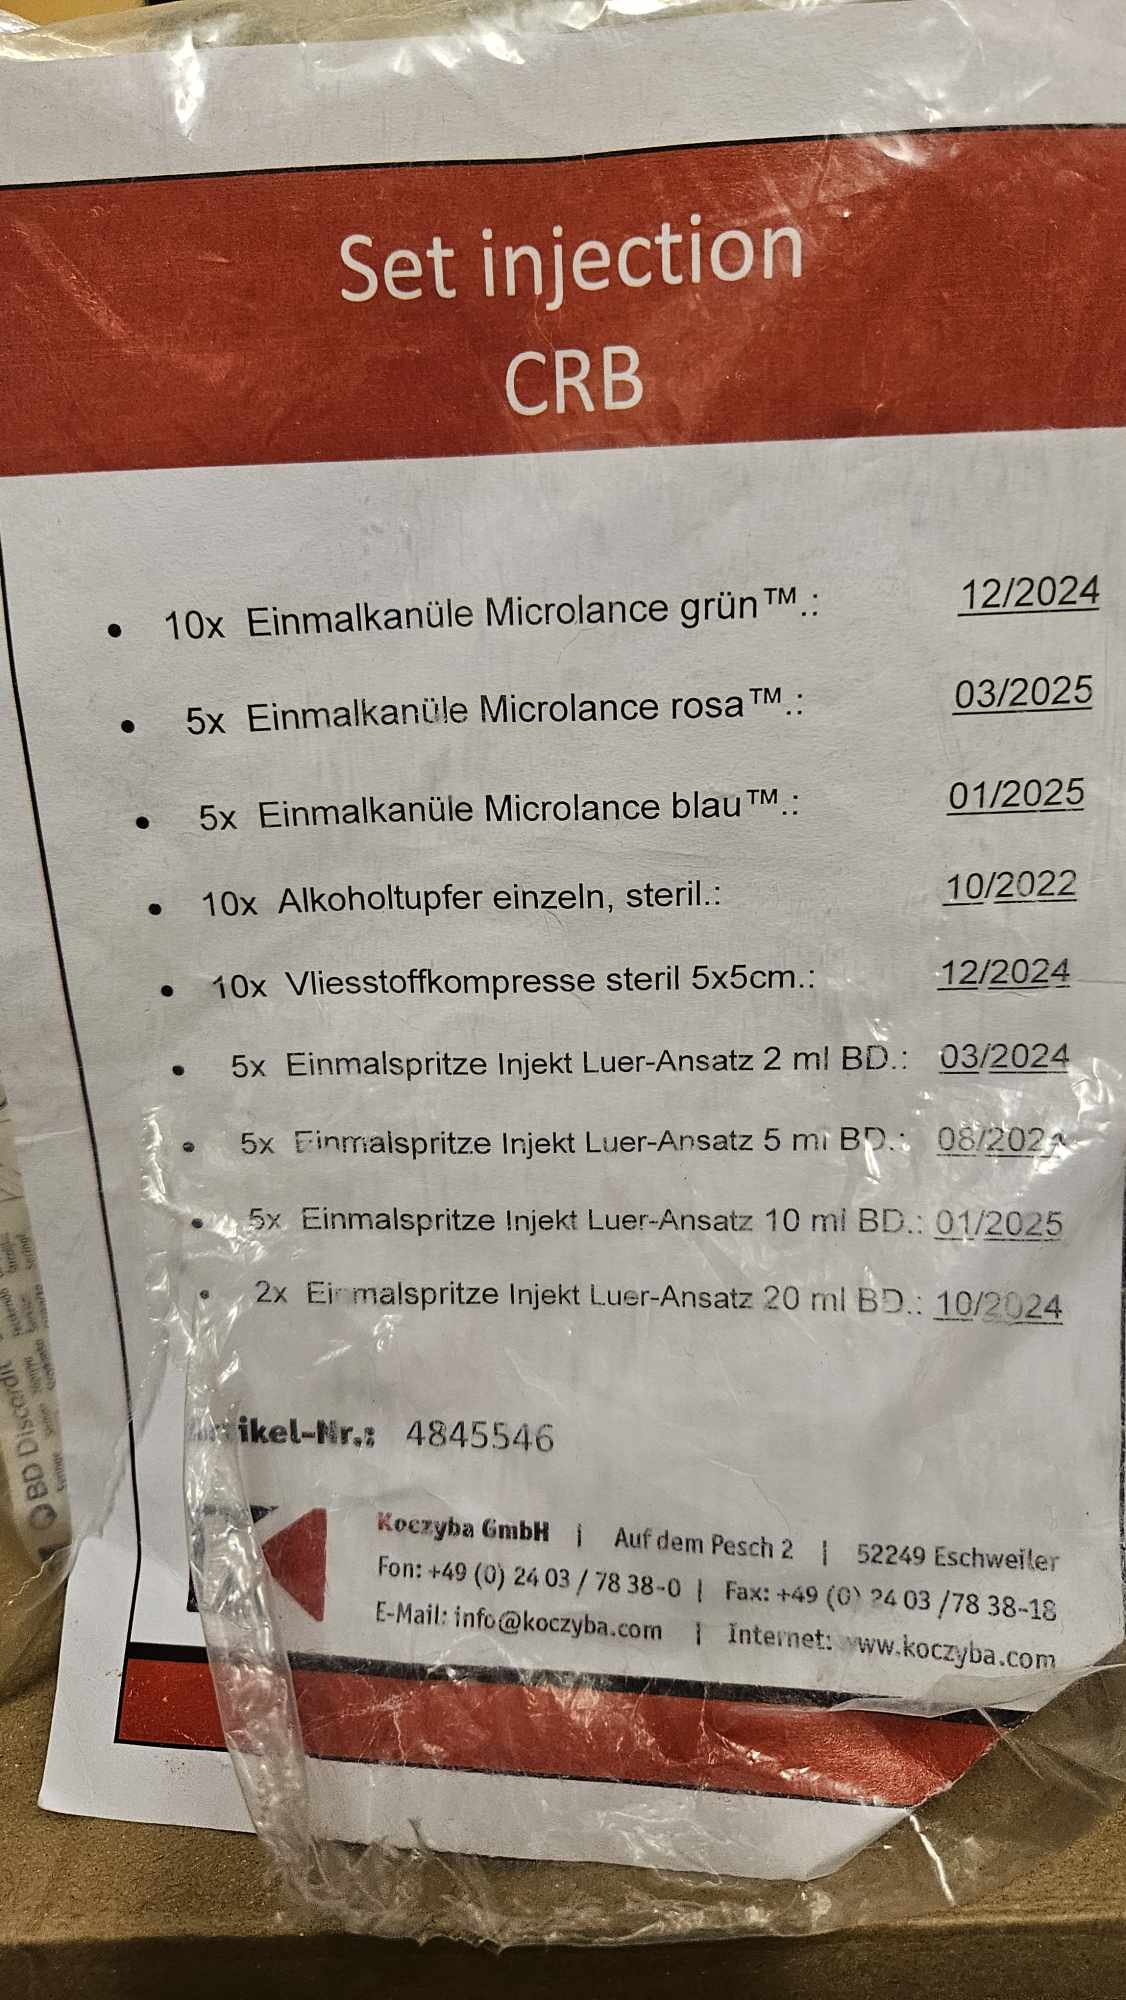 Set injection
CRB
• 10x Einmalkanüle Microlance grün™.: 12/2024
• 5x Einmalkanüle Microlance rosa™.: 03/2025
• 5x Einmalkanüle Microlance blau™.: 01/2025
• 10x Alkoholtupfer einzeln, steril.: 10/2022
• 10x Vliesstoffkompresse steril 5x5cm.: 12/2024
• 5x Einmalspritze Injekt Luer-Ansatz 2 ml BD.: 03/2024
• 5x Einmalspritze Injekt Luer-Ansatz 5 ml BD.:
• 5x Einmalspritze Injekt Luer-Ansatz 10 ml BD.: 01/2025
• 2x Einmalspritze Injekt Luer-Ansatz 20 ml BD.: 10/2024
Artikel-Nr.: 4845546
Koczyba GmbH | Auf dem Pesch 2 | 52249 Eschweiler
Fon: +49 (0) 24 03 / 78 38-0 | Fax: +49 (0) 24 03 /78 38-18
E-Mail: info@koczyba.com | Internet: www.koczyba.com
BD Discardit